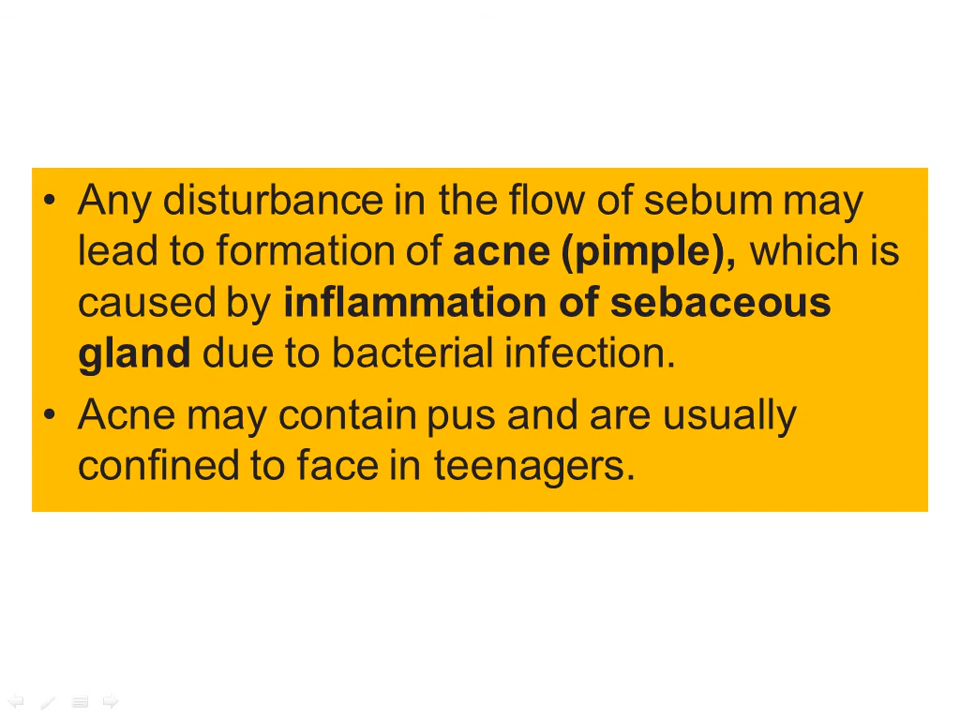 • Any disturbance in the flow of sebum may
lead to formation of acne (pimple), which is
caused by inflammation of sebaceous
gland due to bacterial infection.
• Acne may contain pus and are usually
confined to face in teenagers.